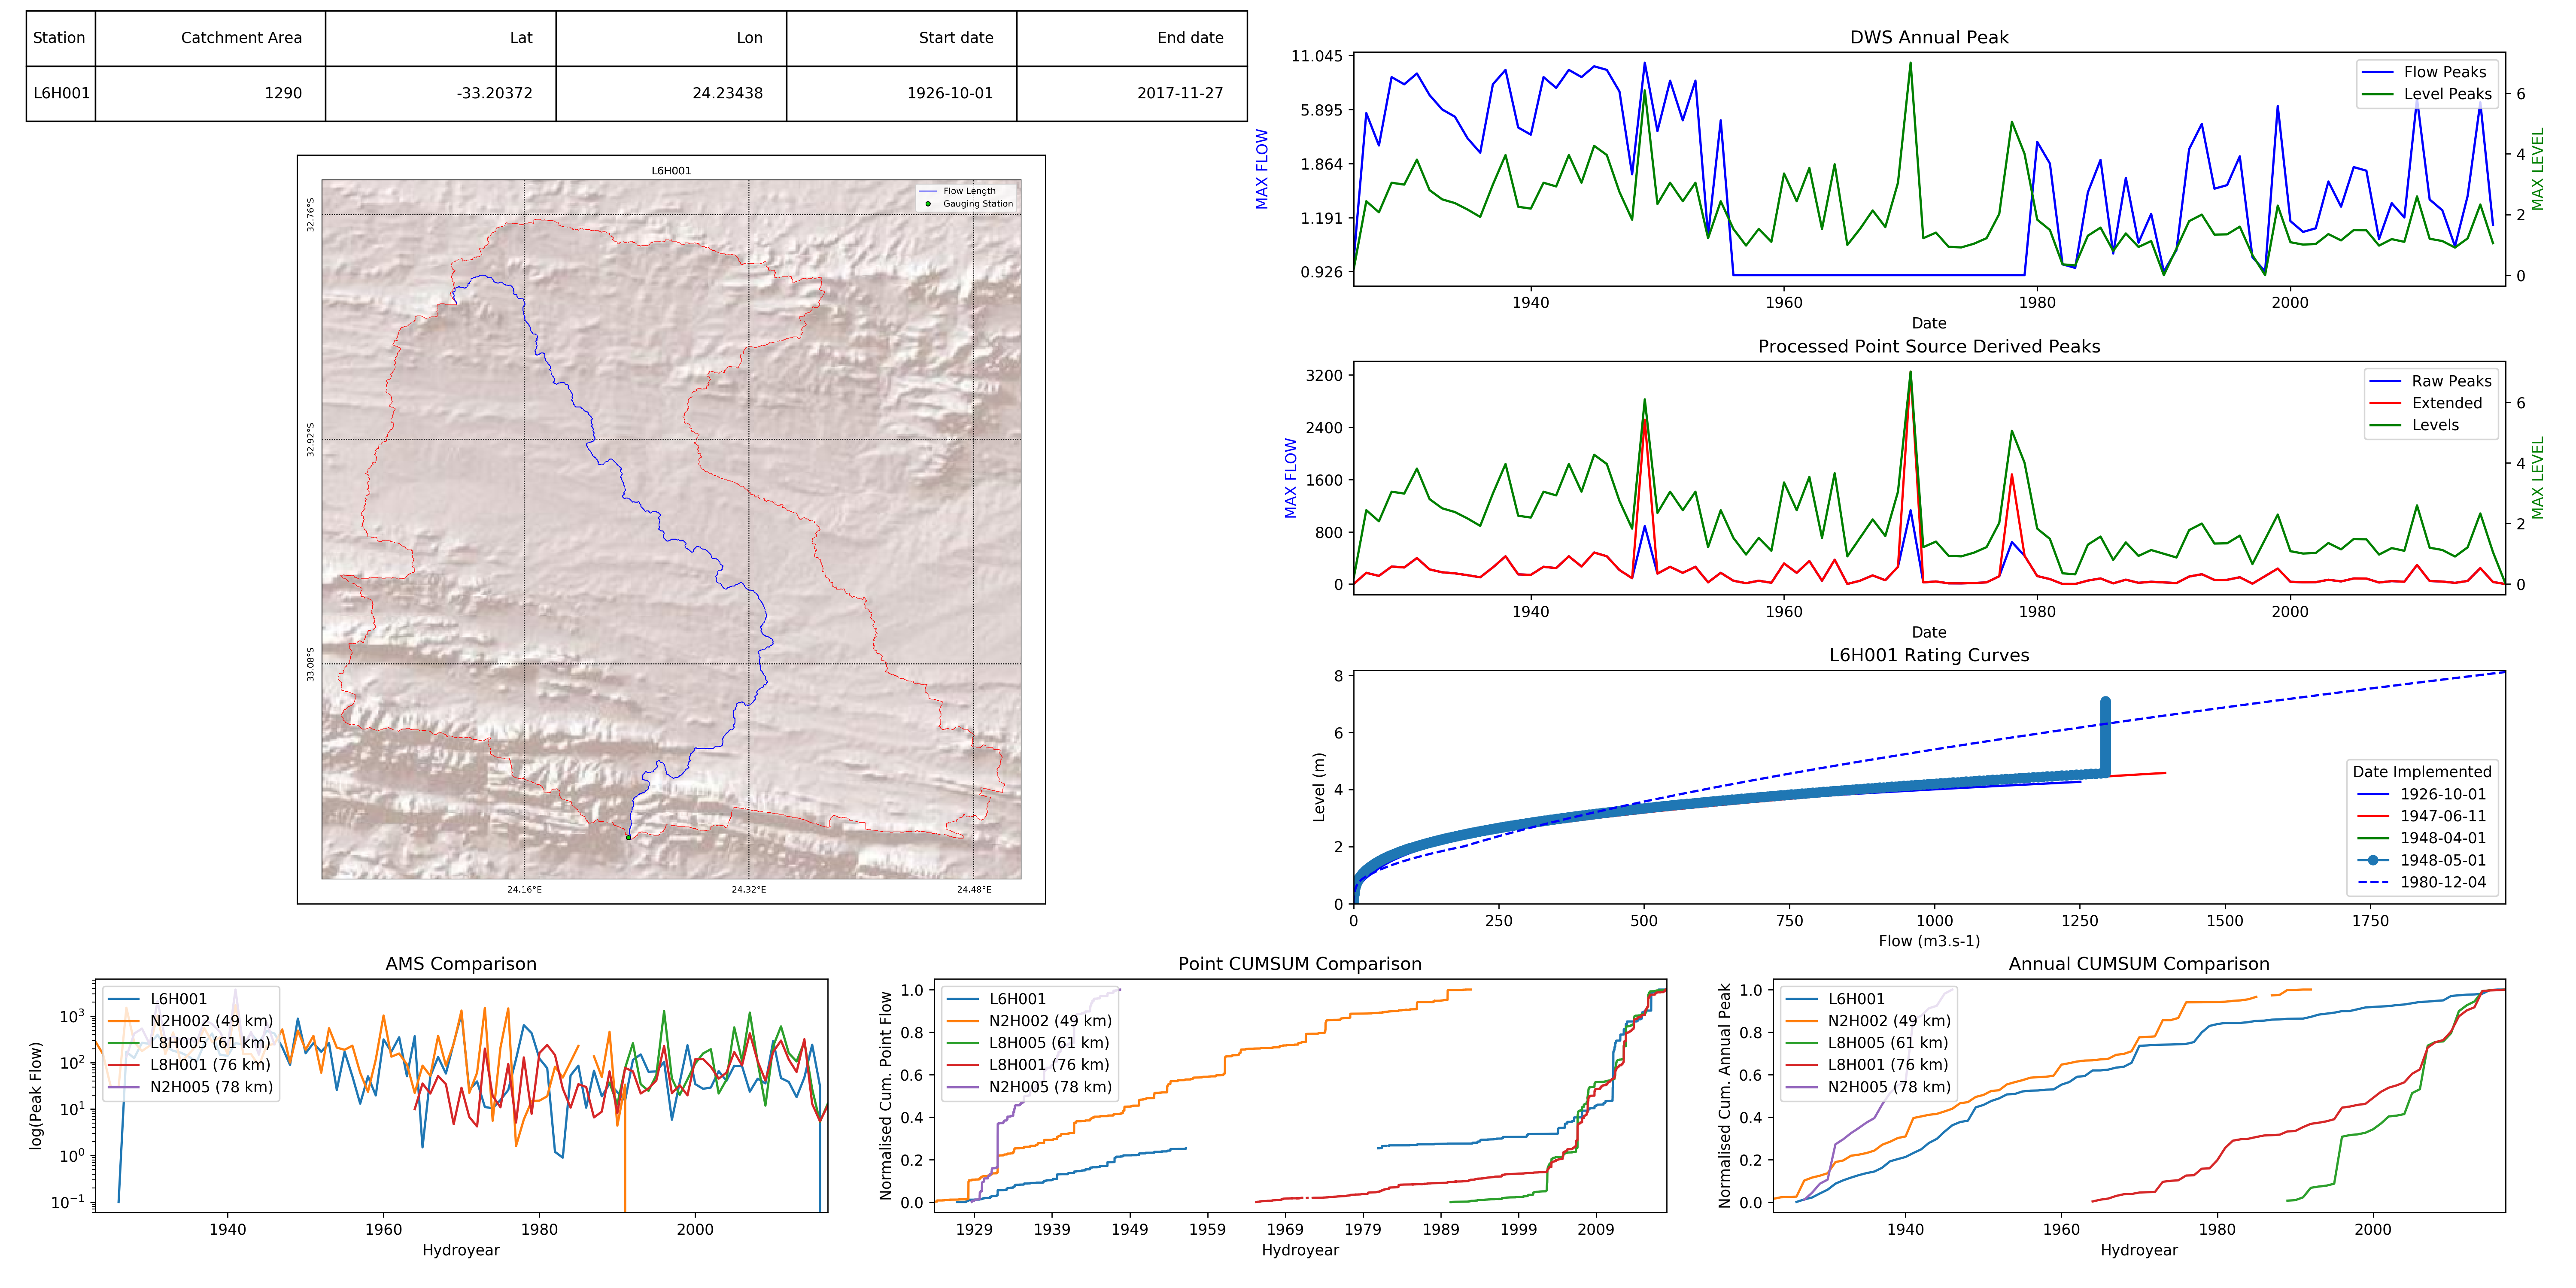 Station Catchment Area Lat Lon Start date End date
L6H001 1290 -33.20372 24.23438 1926-10-01 2017-11-27
L6H001
Flow Length
Gauging Station
32.76°S
32.92°S
33.08°S
24.16°E 24.32°E 24.48°E
DWS Annual Peak
MAX FLOW
11.045
5.895
1.864
1.191
0.926
Flow Peaks
Level Peaks
6
4
2
0
MAX LEVEL
1940 1960 1980 2000
Date
Processed Point Source Derived Peaks
MAX FLOW
3200
2400
1600
800
0
Raw Peaks
Extended
Levels
6
4
2
0
MAX LEVEL
1940 1960 1980 2000
Date
L6H001 Rating Curves
Level (m)
8
6
4
2
0
Date Implemented
1926-10-01
1947-06-11
1948-04-01
1948-05-01
1980-12-04
0 250 500 750 1000 1250 1500 1750
Flow (m3.s-1)
AMS Comparison
log(Peak Flow)
10³
10²
10¹
10⁰
10⁻¹
L6H001
N2H002 (49 km)
L8H005 (61 km)
L8H001 (76 km)
N2H005 (78 km)
1940 1960 1980 2000
Hydroyear
Point CUMSUM Comparison
Normalised Cum. Point Flow
1.0
0.8
0.6
0.4
0.2
0.0
L6H001
N2H002 (49 km)
L8H005 (61 km)
L8H001 (76 km)
N2H005 (78 km)
1929 1939 1949 1959 1969 1979 1989 1999 2009
Hydroyear
Annual CUMSUM Comparison
Normalised Cum. Annual Peak
1.0
0.8
0.6
0.4
0.2
0.0
L6H001
N2H002 (49 km)
L8H005 (61 km)
L8H001 (76 km)
N2H005 (78 km)
1940 1960 1980 2000
Hydroyear